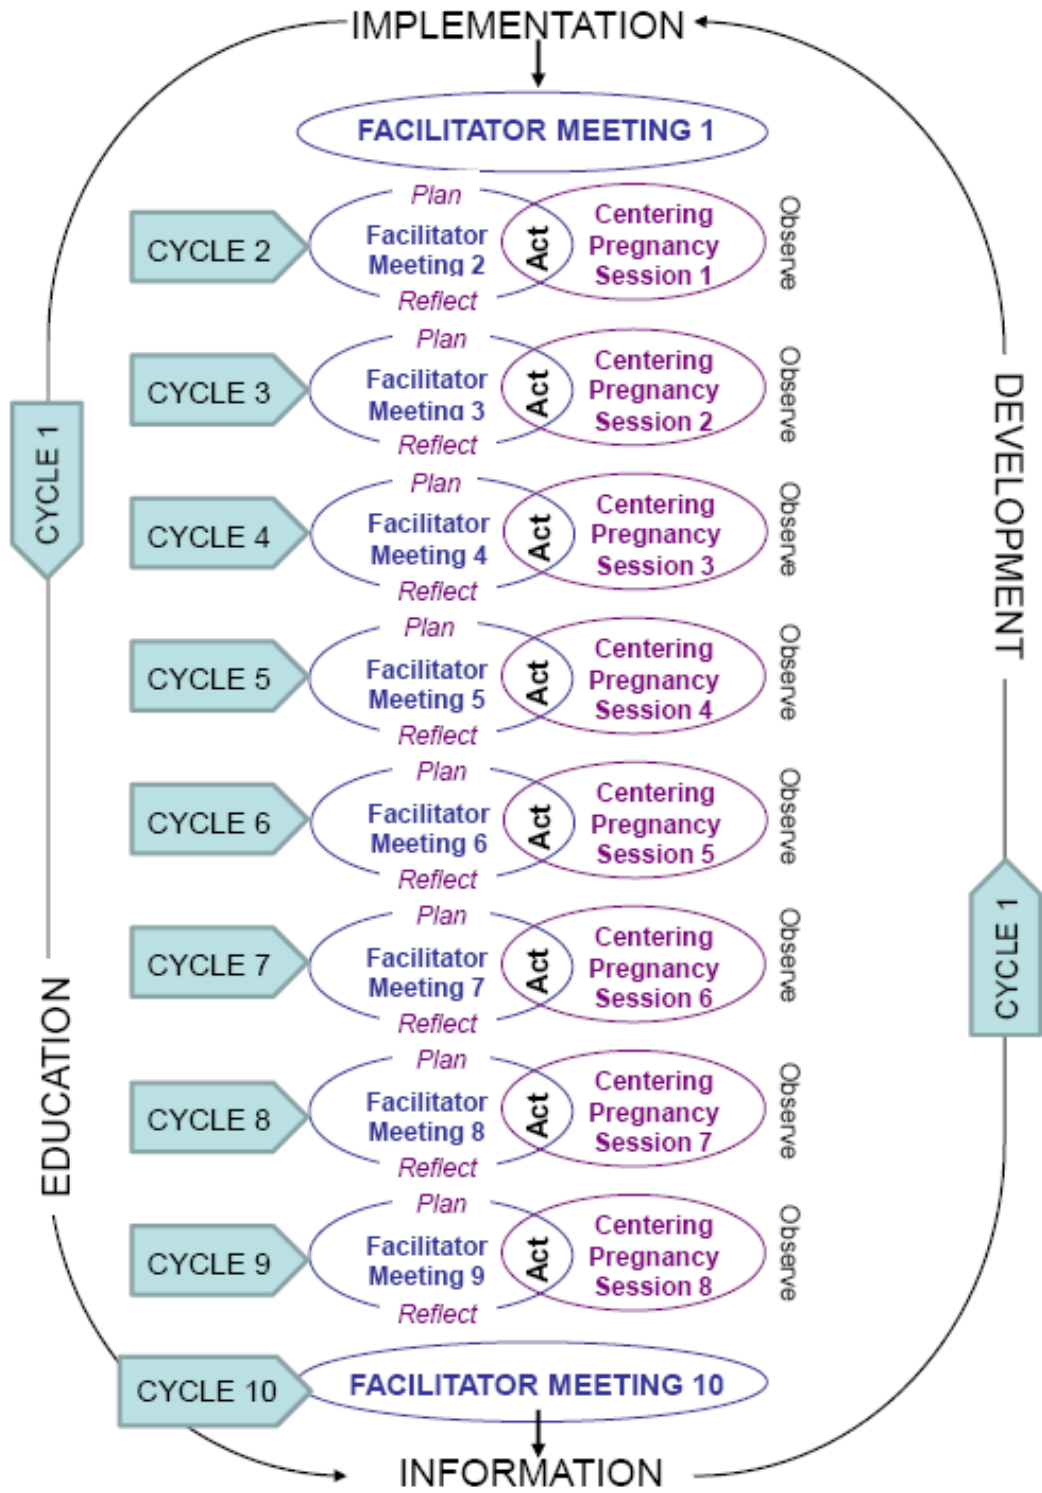 IMPLEMENTATION
FACILITATOR MEETING 1
CYCLE 1
CYCLE 2
Plan
Facilitator
Meeting 2
Reflect
Act
Centering
Pregnancy
Session 1
Observe
CYCLE 3
Plan
Facilitator
Meeting 3
Reflect
Act
Centering
Pregnancy
Session 2
Observe
CYCLE 4
Plan
Facilitator
Meeting 4
Reflect
Act
Centering
Pregnancy
Session 3
Observe
CYCLE 5
Plan
Facilitator
Meeting 5
Reflect
Act
Centering
Pregnancy
Session 4
Observe
CYCLE 6
Plan
Facilitator
Meeting 6
Reflect
Act
Centering
Pregnancy
Session 5
Observe
CYCLE 7
Plan
Facilitator
Meeting 7
Reflect
Act
Centering
Pregnancy
Session 6
Observe
CYCLE 8
Plan
Facilitator
Meeting 8
Reflect
Act
Centering
Pregnancy
Session 7
Observe
CYCLE 9
Plan
Facilitator
Meeting 9
Reflect
Act
Centering
Pregnancy
Session 8
Observe
CYCLE 10
FACILITATOR MEETING 10
EDUCATION
INFORMATION
DEVELOPMENT
CYCLE 1